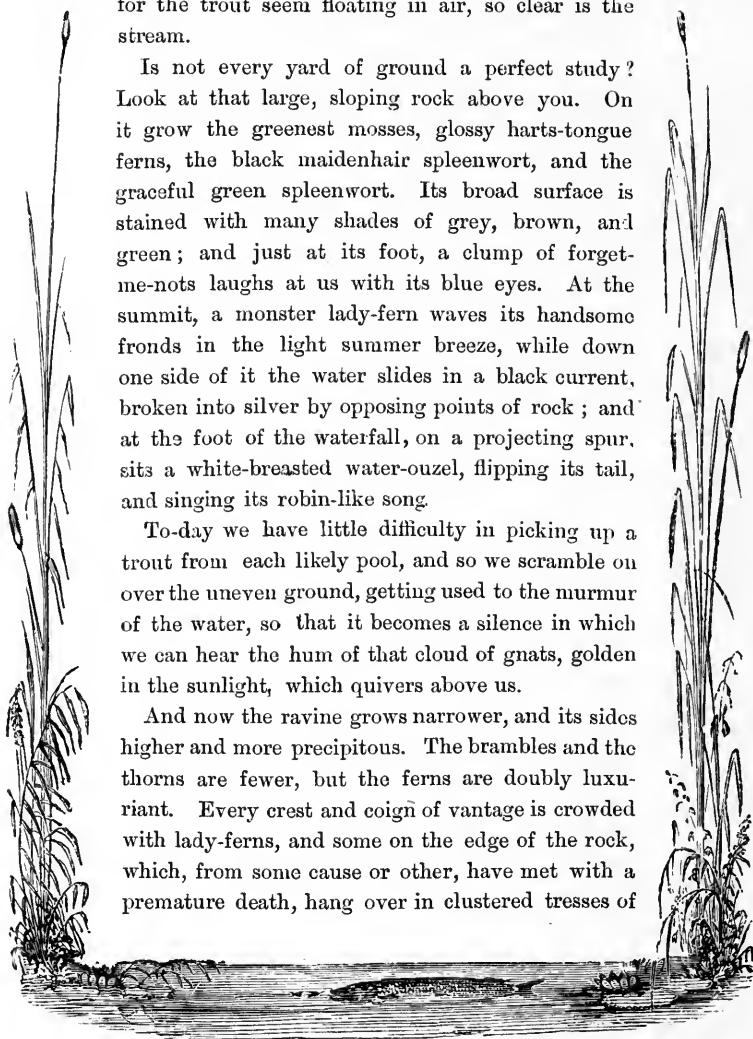 for the trout seem floating in air, so clear is the
stream.
Is not every yard of ground a perfect study?
Look at that large, sloping rock above you. On
it grow the greenest mosses, glossy harts-tongue
ferns, the black maidenhair spleenwort, and the
graceful green spleenwort. Its broad surface is
stained with many shades of grey, brown, and
green; and just at its foot, a clump of forget-
me-nots laughs at us with its blue eyes. At the
summit, a monster lady-fern waves its handsome
fronds in the light summer breeze, while down
one side of it the water slides in a black current,
broken into silver by opposing points of rock; and
at the foot of the waterfall, on a projecting spur,
sits a white-breasted water-ouzel, flipping its tail,
and singing its robin-like song.
To-day we have little difficulty in picking up a
trout from each likely pool, and so we scramble on
over the uneven ground, getting used to the murmur
of the water, so that it becomes a silence in which
we can hear the hum of that cloud of gnats, golden
in the sunlight, which quivers above us.
And now the ravine grows narrower, and its sides
higher and more precipitous. The brambles and the
thorns are fewer, but the ferns are doubly luxu-
riant. Every crest and coign of vantage is crowded
with lady-ferns, and some on the edge of the rock,
which, from some cause or other, have met with a
premature death, hang over in clustered tresses of